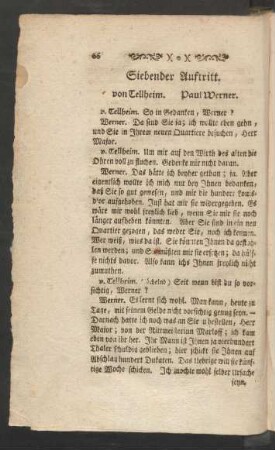 66
Siebender Auftritt.
von Tellheim. Paul Werner.
v. Tellheim. So in Gedanken, Werner?
Werner. Da sind Sie ja; ich wollte eben gehn,
und Sie in Ihrem neuen Quartiere besuchen, Herr
Major.
v. Tellheim. Um mir auf den Wirth des alten die
Ohren voll zu fluchen. Gedenke mir nicht daran.
Werner. Das hätte ich beyher gethan; ja. Aber
eigentlich wollte ich mich nur bey Ihnen bedanken,
daß Sie so gut gewesen, und mir die hundert Louis-
d'or aufgehoben. Just hat mir sie wiedergegeben. Es
wäre mir wohl freylich lieb, wenn Sie mir sie noch
länger aufheben könnten. Aber Sie sind in ein neu
Quartier gezogen, das weder Sie, noch ich kennen.
Wer weiß, wies da ist. Sie könnten Ihnen da gestoh-
len werden; und Sie müßten mir sie ersetzen; da hülf-
fe nichts davor. Also kann ichs Ihnen freylich nicht
zumuthen.
v. Tellheim. (lächelnd) Seit wenn bist du so vor-
sichtig, Werner?
Werner. Es lernt sich wohl. Man kann, heute zu
Tage, mit seinem Gelde nicht vorsichtig genug seyn. —
Darnach hatte ich noch was an Sie zu bestellen, Herr
Major; von der Rittmeisterinn Marloff; ich kam
eben von ihr her. Ihr Mann ist Ihnen ja vierhundert
Thaler schuldig geblieben; hier schickt sie Ihnen auf
Abschlag hundert Dukaten. Das übrige will sie künf-
tige Woche schicken. Ich mochte wohl selber Ursache
seyn,